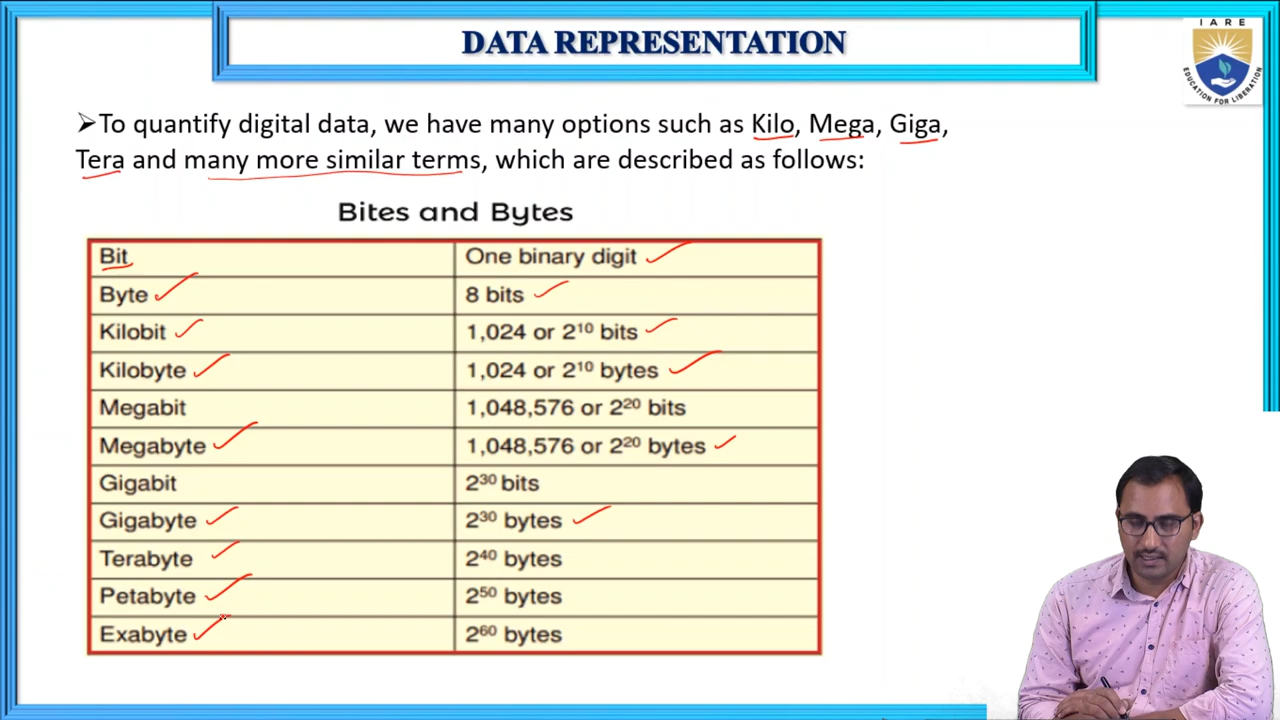 DATA REPRESENTATION
IARE
EDUCATION FOR LIBERATION
➤To quantify digital data, we have many options such as Kilo, Mega, Giga,
Tera and many more similar terms, which are described as follows:
Bites and Bytes
Bit One binary digit
Byte 8 bits
Kilobit 1,024 or 2¹⁰ bits
Kilobyte 1,024 or 2¹⁰ bytes
Megabit 1,048,576 or 2²⁰ bits
Megabyte 1,048,576 or 2²⁰ bytes
Gigabit 2³⁰ bits
Gigabyte 2³⁰ bytes
Terabyte 2⁴⁰ bytes
Petabyte 2⁵⁰ bytes
Exabyte 2⁶⁰ bytes